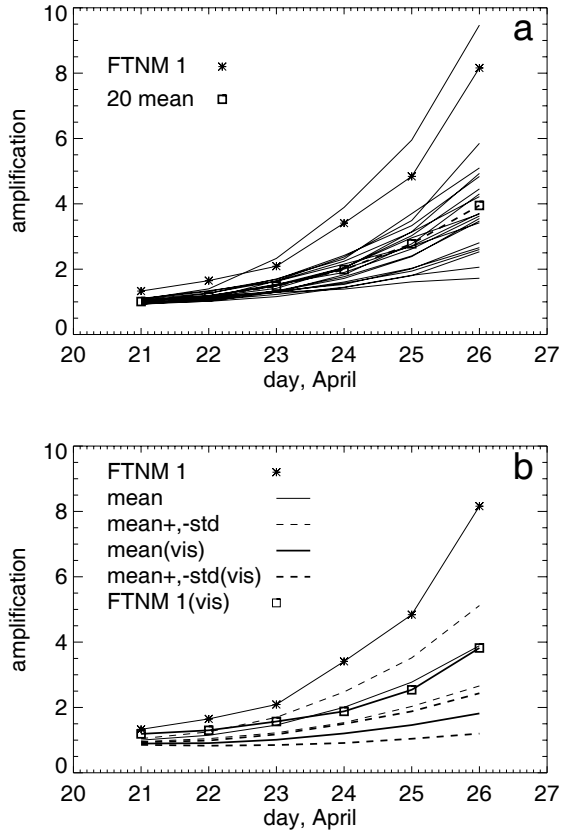 a
FTNM 1
20 mean
amplification
10
8
6
4
2
0
20 21 22 23 24 25 26 27
day, April
b
FTNM 1
mean
mean+,-std
mean(vis)
mean+,-std(vis)
FTNM 1(vis)
amplification
10
8
6
4
2
0
20 21 22 23 24 25 26 27
day, April